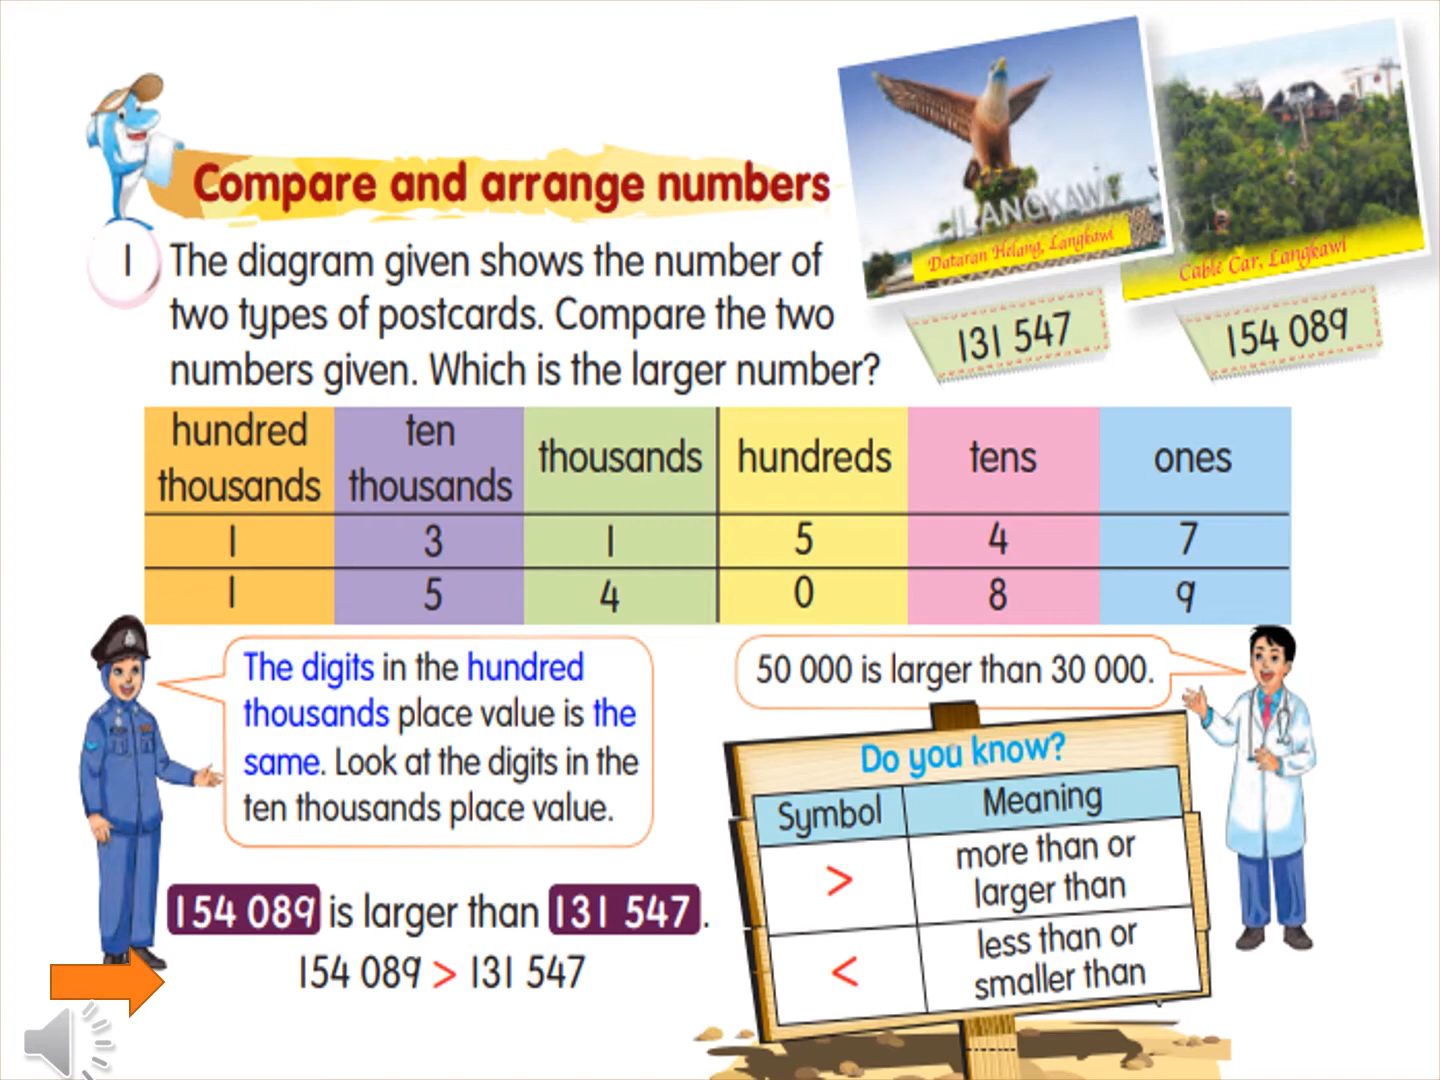 Compare and arrange numbers
1 The diagram given shows the number of
two types of postcards. Compare the two
numbers given. Which is the larger number?
LANGKAWI
Dataran Helang, Langkawi
Cable Car, Langkawi
131 547
154 089
hundred thousands ten thousands thousands hundreds tens ones
1 3 1 5 4 7
1 5 4 0 8 9
The digits in the hundred
thousands place value is the
same. Look at the digits in the
ten thousands place value.
50 000 is larger than 30 000.
154 089 is larger than 131 547.
154 089 > 131 547
Do you know?
Symbol Meaning
> more than or
larger than
< less than or
smaller than